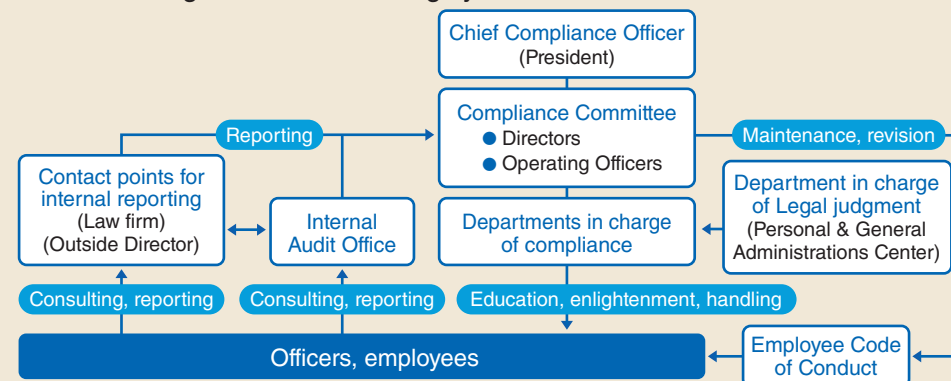 Chief Compliance Officer
(President)
Compliance Committee
● Directors
● Operating Officers
Reporting
Maintenance, revision
Contact points for
internal reporting
(Law firm)
(Outside Director)
Internal
Audit Office
Departments in charge
of compliance
Department in charge
of Legal judgment
(Personal & General
Administrations Center)
Consulting, reporting
Consulting, reporting
Education, enlightenment, handling
Officers, employees
Employee Code
of Conduct